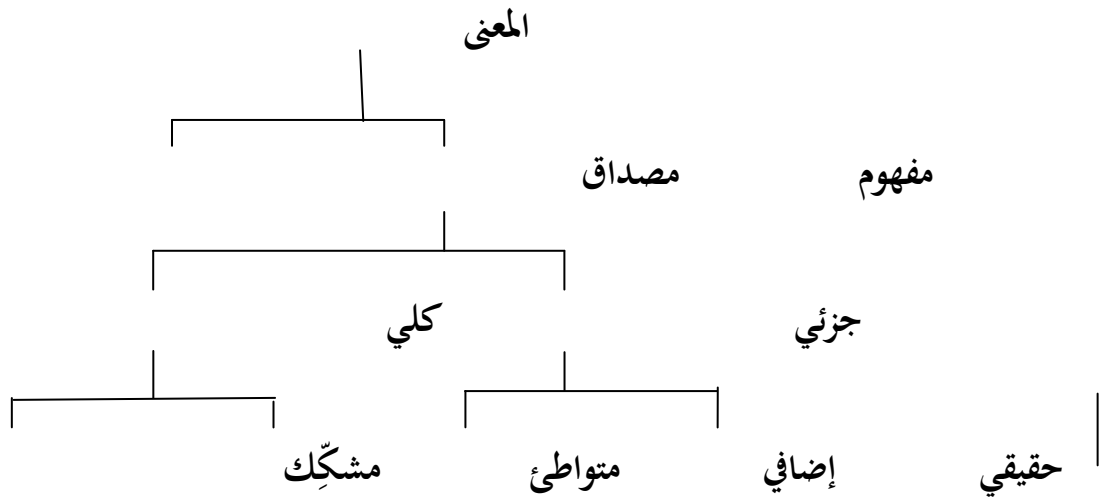 المعنى
مفهوم مصداق
جزئي كلي
حقيقي إضافي متواطئ مشكِّك